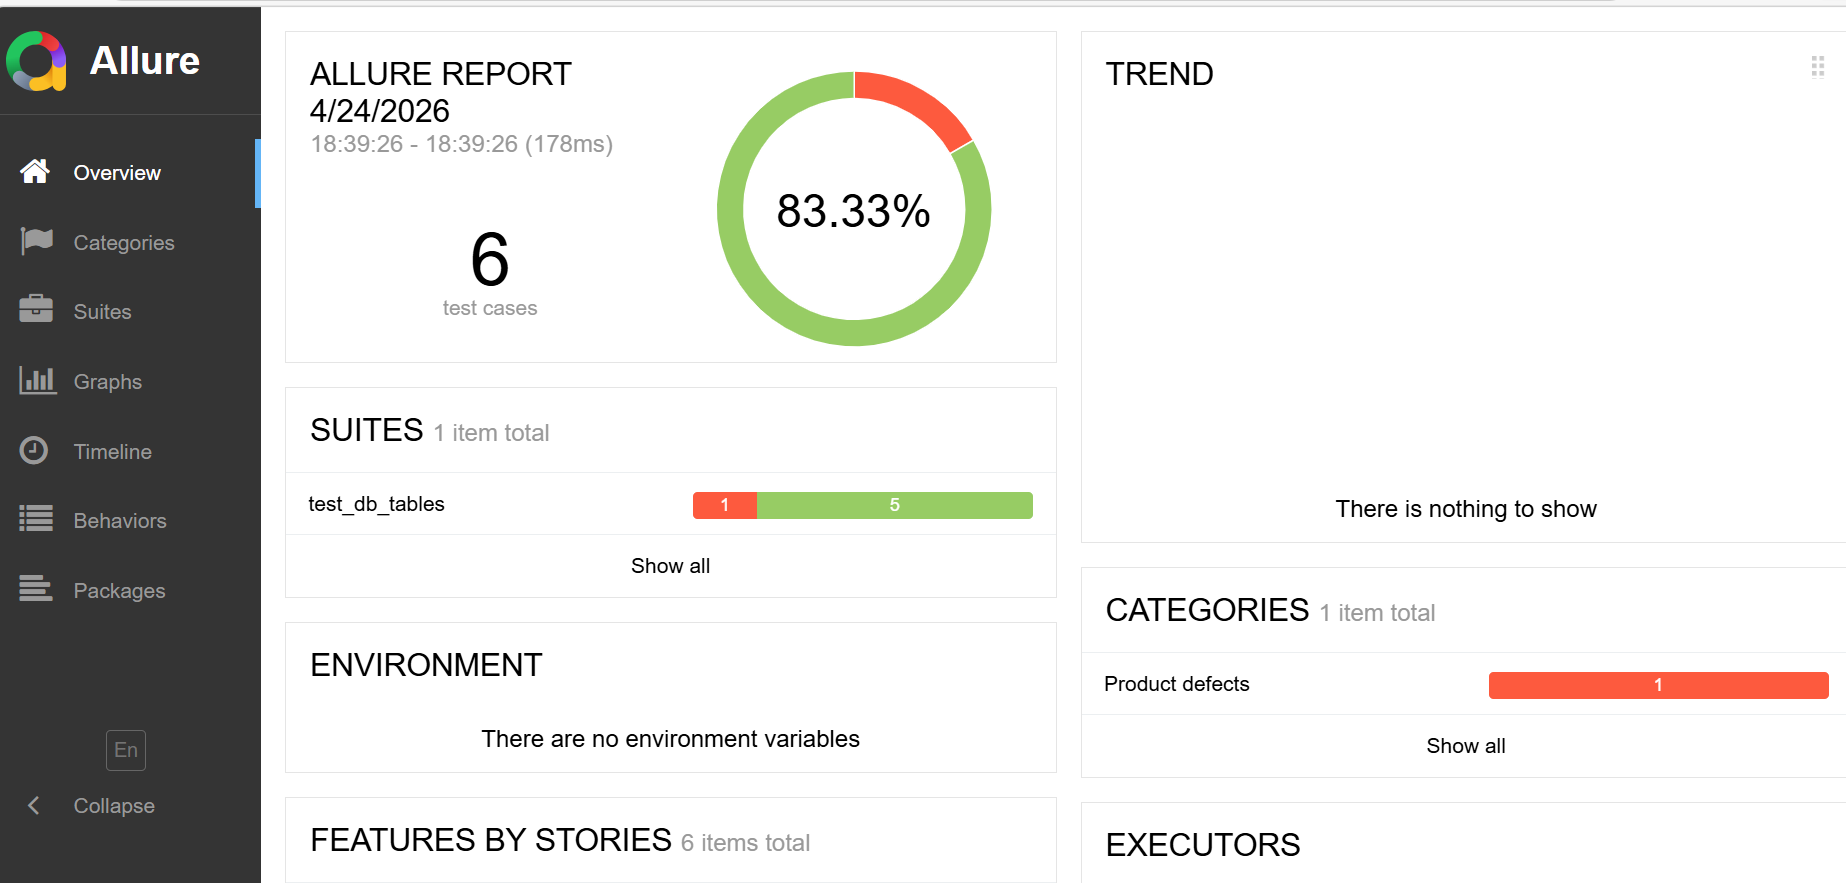 Allure
Overview
Categories
Suites
Graphs
Timeline
Behaviors
Packages
En
Collapse
ALLURE REPORT
4/24/2026
18:39:26 - 18:39:26 (178ms)
6
test cases
83.33%
SUITES 1 item total
test_db_tables 1 5
Show all
ENVIRONMENT
There are no environment variables
FEATURES BY STORIES 6 items total
TREND
There is nothing to show
CATEGORIES 1 item total
Product defects 1
Show all
EXECUTORS